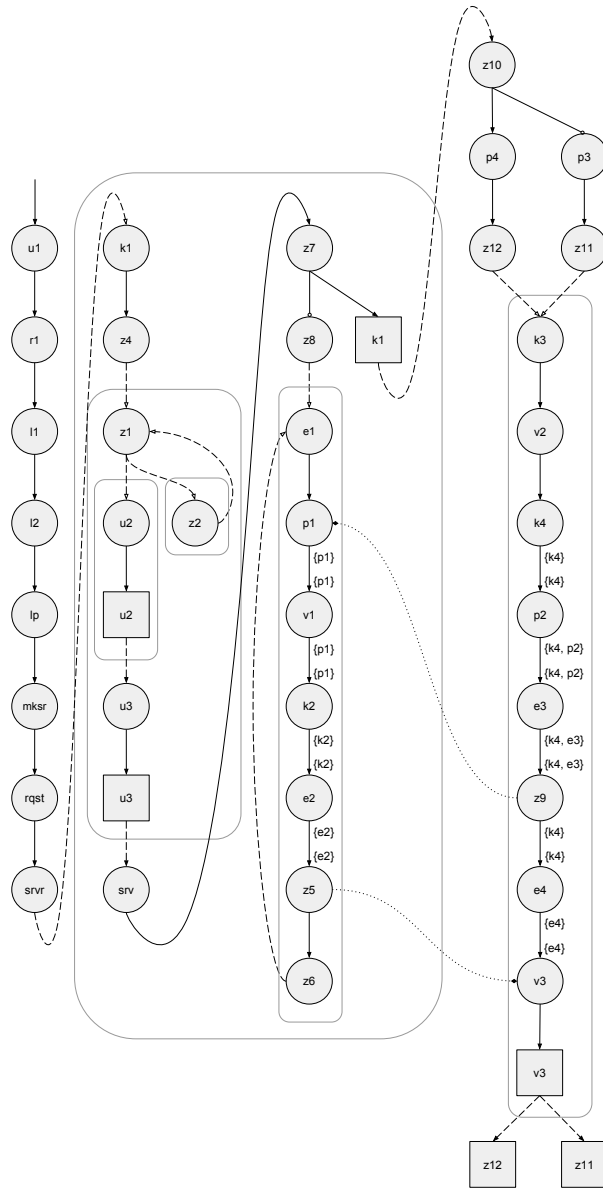 u1
r1
l1
l2
lp
mksr
rqst
srvr
k1
z4
z1
u2
z2
u2
u3
u3
srv
z7
z8
k1
e1
p1
{p1}
{p1}
v1
{p1}
{p1}
k2
{k2}
{k2}
e2
{e2}
{e2}
z5
z6
z10
p4
p3
z12
z11
k3
v2
k4
{k4}
{k4}
p2
{k4, p2}
{k4, p2}
e3
{k4, e3}
{k4, e3}
z9
{k4}
{k4}
e4
{e4}
{e4}
v3
v3
z12
z11